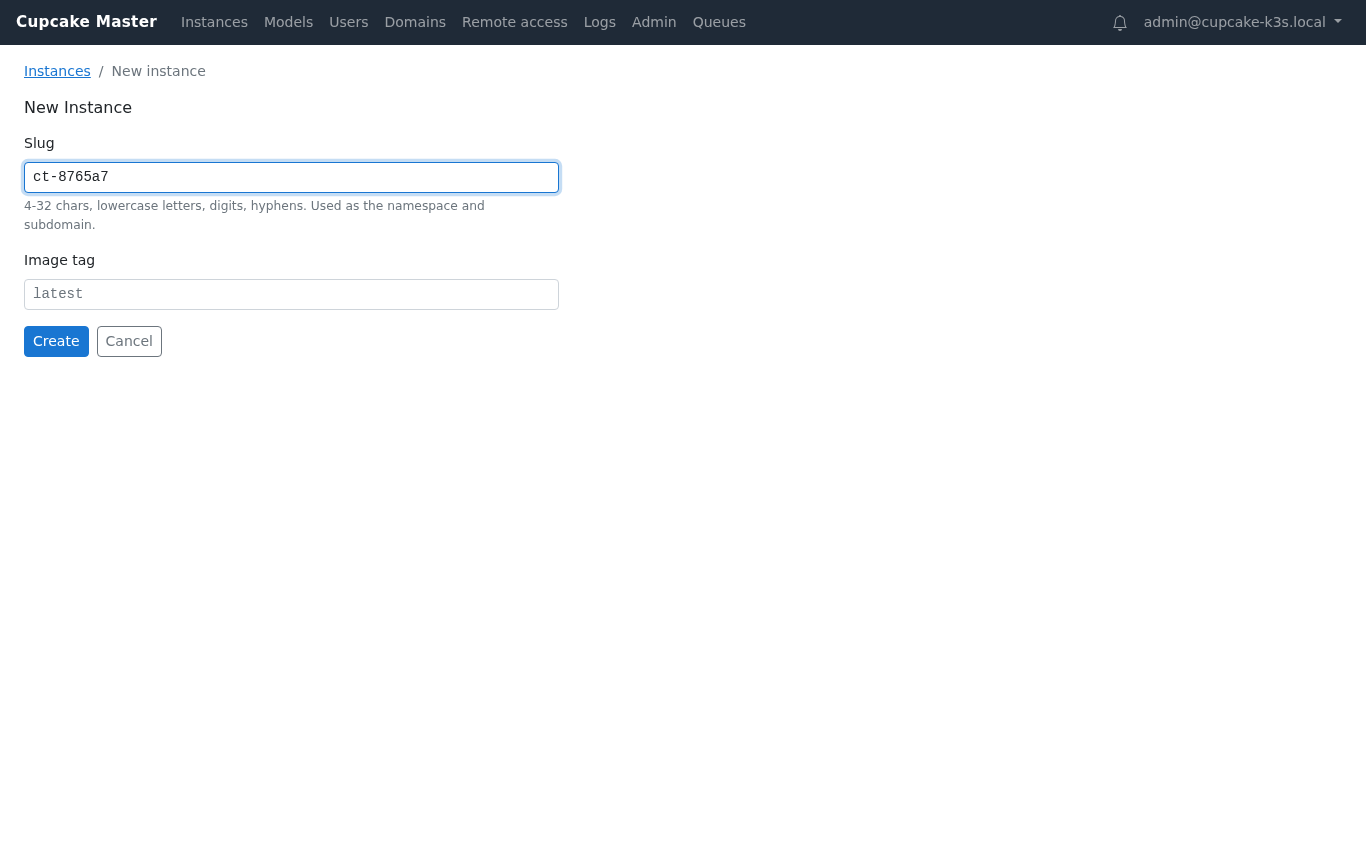 Cupcake Master Instances Models Users Domains Remote access Logs Admin Queues admin@cupcake-k3s.local
Instances / New instance
New Instance
Slug
ct-8765a7
4-32 chars, lowercase letters, digits, hyphens. Used as the namespace and
subdomain.
Image tag
latest
Create Cancel